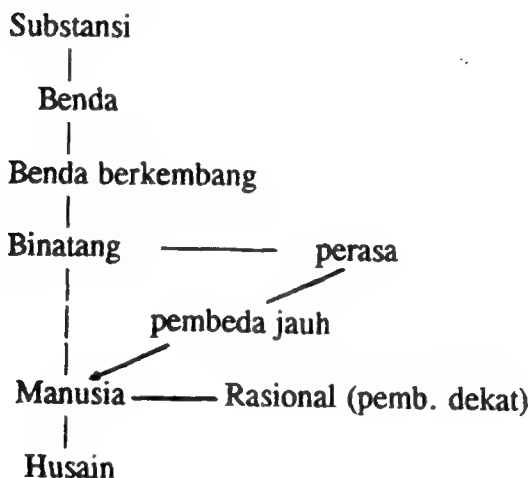 Substansi
Benda
Benda berkembang
Binatang perasa
pembeda jauh
Manusia Rasional (pemb. dekat)
Husain